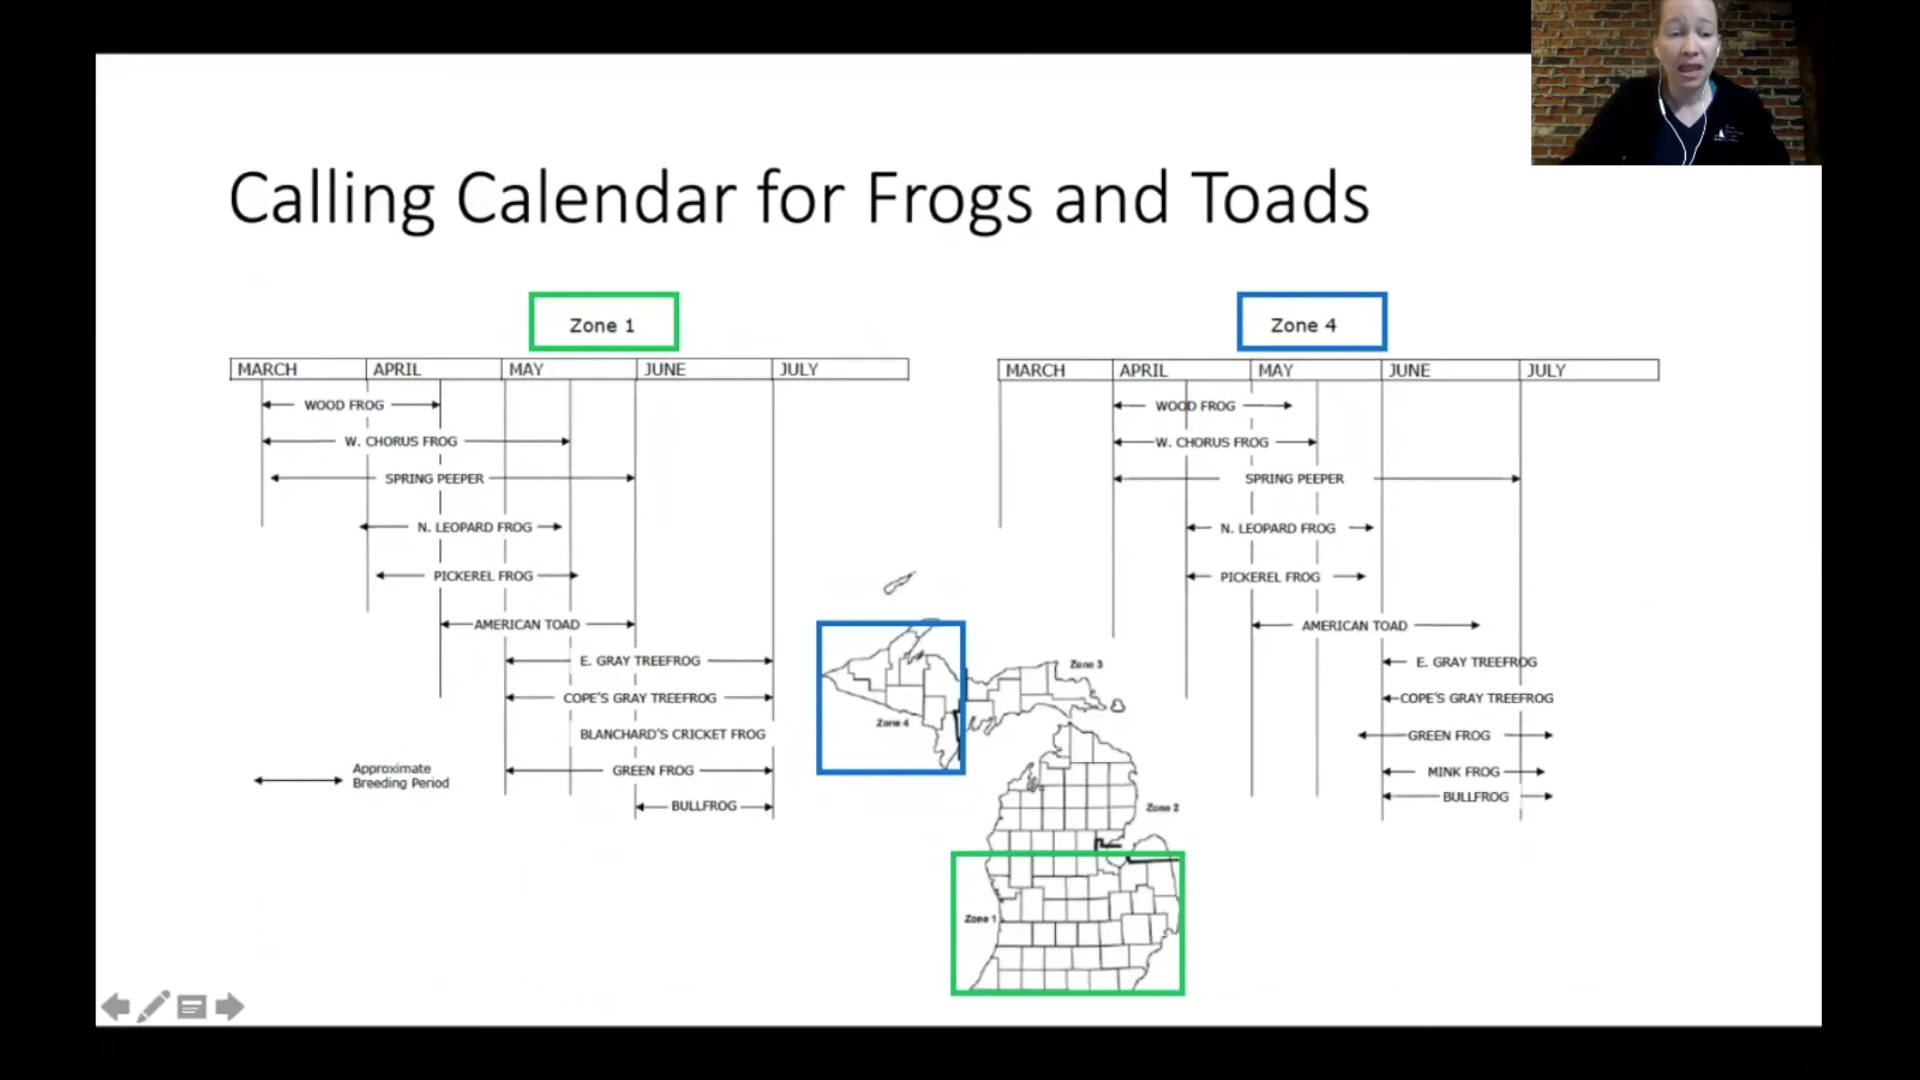 Calling Calendar for Frogs and Toads
Zone 1
MARCH APRIL MAY JUNE JULY
WOOD FROG
W. CHORUS FROG
SPRING PEEPER
N. LEOPARD FROG
PICKEREL FROG
AMERICAN TOAD
E. GRAY TREEFROG
COPE'S GRAY TREEFROG
BLANCHARD'S CRICKET FROG
GREEN FROG
BULLFROG
Approximate
Breeding Period
Zone 4
MARCH APRIL MAY JUNE JULY
WOOD FROG
W. CHORUS FROG
SPRING PEEPER
N. LEOPARD FROG
PICKEREL FROG
AMERICAN TOAD
E. GRAY TREEFROG
COPE'S GRAY TREEFROG
GREEN FROG
MINK FROG
BULLFROG
Zone 3
Zone 4
Zone 2
Zone 1